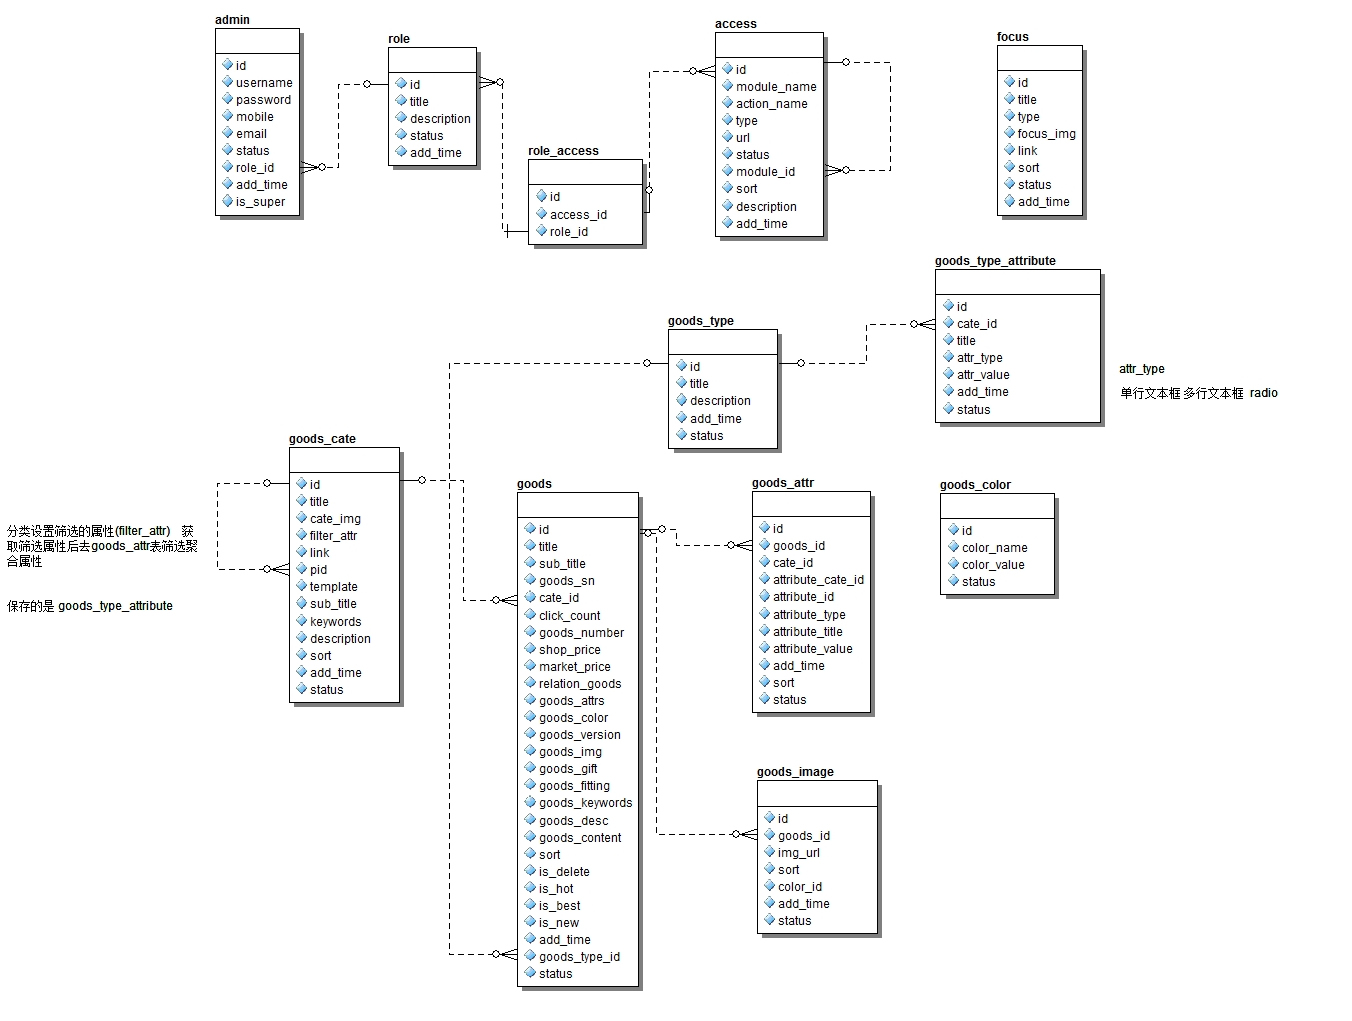 admin
id
username
password
mobile
email
status
role_id
add_time
is_super
role
id
title
description
status
add_time
role_access
id
access_id
role_id
access
id
module_name
action_name
type
url
status
module_id
sort
description
add_time
focus
id
title
type
focus_img
link
sort
status
add_time
goods_type_attribute
id
cate_id
title
attr_type
attr_value
add_time
status
attr_type
单行文本框 多行文本框 radio
goods_type
id
title
description
add_time
status
goods_cate
id
title
cate_img
filter_attr
link
pid
template
sub_title
keywords
description
sort
add_time
status
分类设置筛选的属性(filter_attr) 获
取筛选属性后去goods_attr表筛选聚
合属性
保存的是 goods_type_attribute
goods
id
title
sub_title
goods_sn
cate_id
click_count
goods_number
shop_price
market_price
relation_goods
goods_attrs
goods_color
goods_version
goods_img
goods_gift
goods_fitting
goods_keywords
goods_desc
goods_content
sort
is_delete
is_hot
is_best
is_new
add_time
goods_type_id
status
goods_attr
id
goods_id
cate_id
attribute_cate_id
attribute_id
attribute_type
attribute_title
attribute_value
add_time
sort
status
goods_color
id
color_name
color_value
status
goods_image
id
goods_id
img_url
sort
color_id
add_time
status